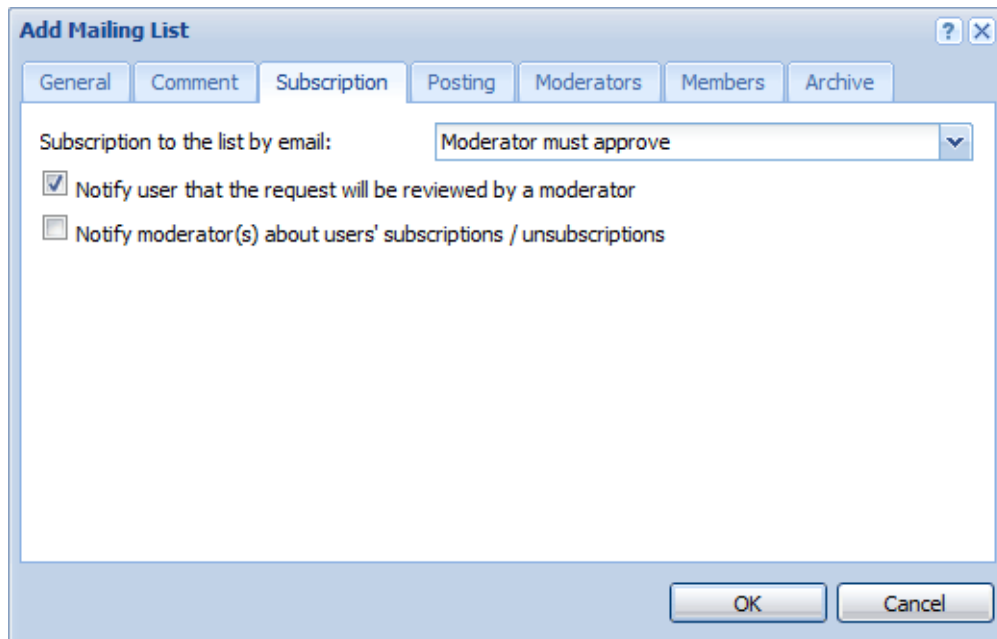 Add Mailing List ?
General Comment Subscription Posting Moderators Members Archive
Subscription to the list by email: Moderator must approve
Notify user that the request will be reviewed by a moderator
Notify moderator(s) about users' subscriptions / unsubscriptions
OK Cancel